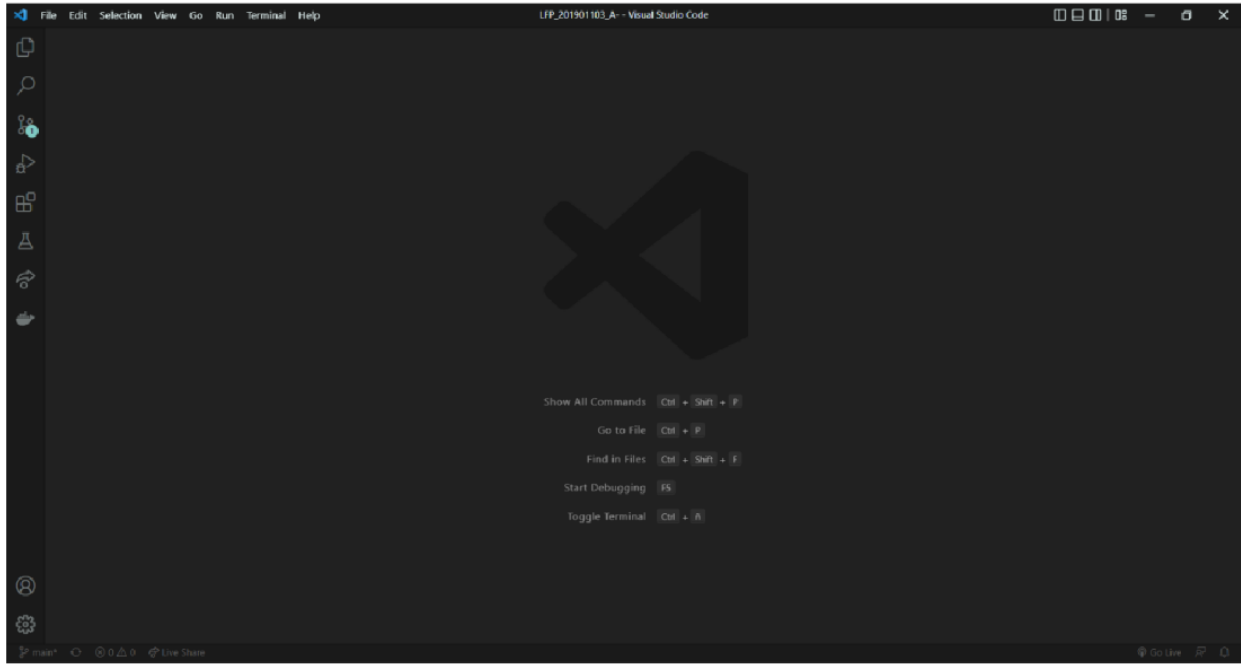 File Edit Selection View Go Run Terminal Help LFP_201901103_A-- Visual Studio Code
1
Show All Commands Ctrl + Shift + P
Go to File Ctrl + P
Find in Files Ctrl + Shift + F
Start Debugging F5
Toggle Terminal Ctrl + ñ
main* 0 0 Live Share Go Live